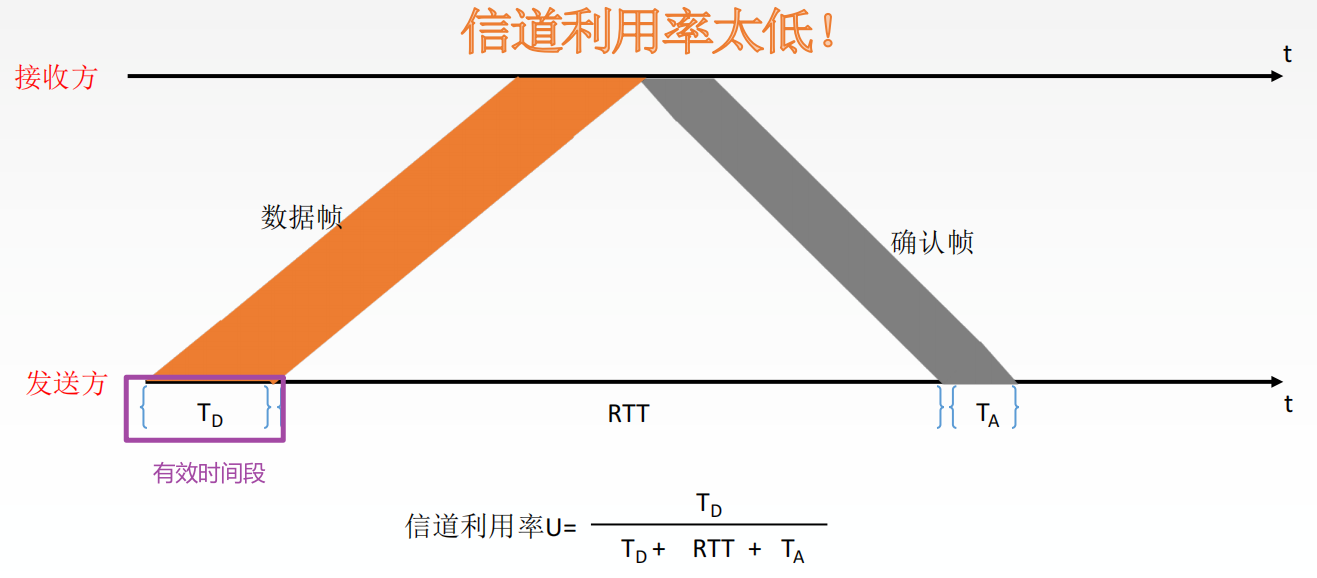 信道利用率太低!
t
接收方
数据帧
确认帧
发送方
t
T_D
RTT
T_A
有效时间段
信道利用率U=
T_D
T_D + RTT + T_A